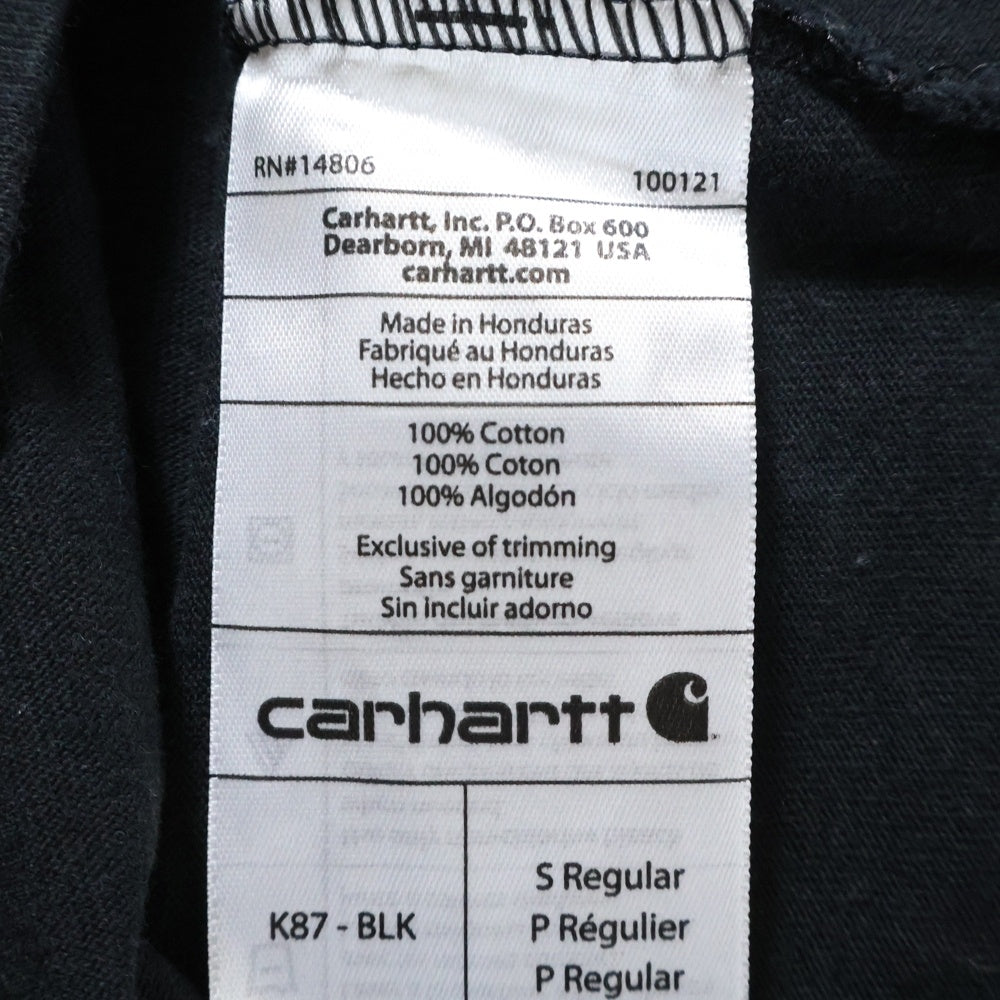 RN#14806
100121
Carhartt, Inc. P.O. Box 600
Dearborn, MI 48121 USA
carhartt.com
Made in Honduras
Fabriqué au Honduras
Hecho en Honduras
100% Cotton
100% Coton
100% Algodón
Exclusive of trimming
Sans garniture
Sin incluir adorno
carhartt
K87 - BLK
S Regular
P Régulier
P Regular